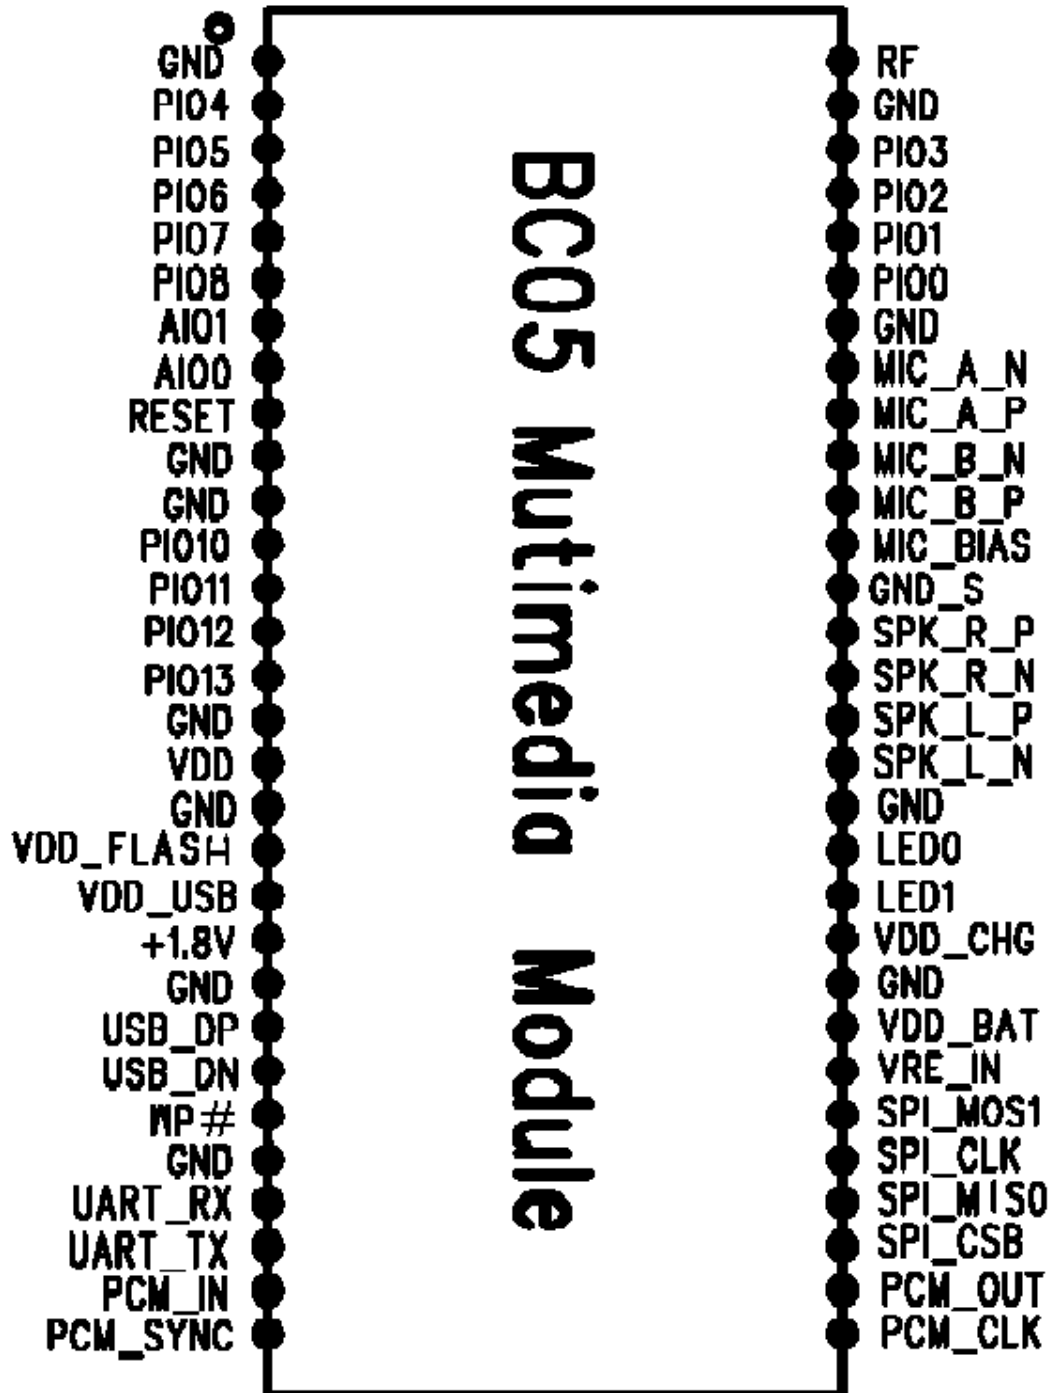 GND
PIO4
PIO5
PIO6
PIO7
PIO8
AIO1
AIO0
RESET
GND
GND
PIO10
PIO11
PIO12
PIO13
GND
VDD
GND
VDD_FLASH
VDD_USB
+1.8V
GND
USB_DP
USB_DN
WP#
GND
UART_RX
UART_TX
PCM_IN
PCM_SYNC
BC05 Mutimedia Module
RF
GND
PIO3
PIO2
PIO1
PIO0
GND
MIC_A_N
MIC_A_P
MIC_B_N
MIC_B_P
MIC_BIAS
GND_S
SPK_R_P
SPK_R_N
SPK_L_P
SPK_L_N
GND
LED0
LED1
VDD_CHG
GND
VDD_BAT
VRE_IN
SPI_MOS1
SPI_CLK
SPI_MISO
SPI_CSB
PCM_OUT
PCM_CLK